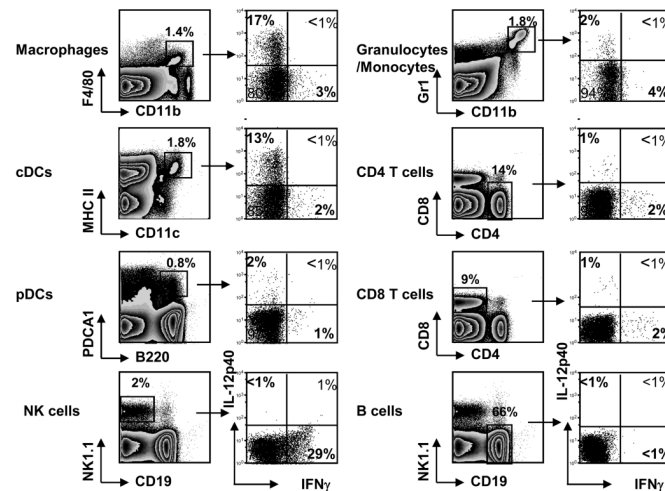 Macrophages
1.4%
F4/80
CD11b
17%
<1%
80
3%
Granulocytes
/Monocytes
1.8%
Gr1
CD11b
2%
<1%
94
4%
cDCs
1.8%
MHC II
CD11c
13%
<1%
2%
CD4 T cells
14%
CD8
CD4
1%
<1%
2%
pDCs
0.8%
PDCA1
B220
2%
<1%
1%
CD8 T cells
9%
CD8
CD4
1%
<1%
2%
NK cells
2%
NK1.1
CD19
IL-12p40
<1%
1%
29%
IFNγ
B cells
66%
NK1.1
CD19
IL-12p40
<1%
<1%
<1%
IFNγ